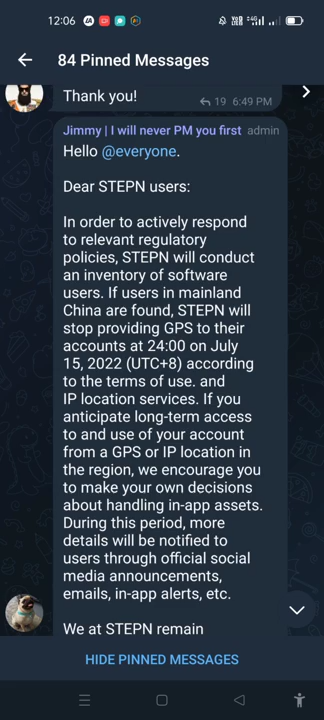 12:06
84 Pinned Messages
Thank you!
19 6:49 PM
Jimmy | I will never PM you first admin
Hello @everyone.
Dear STEPN users:
In order to actively respond
to relevant regulatory
policies, STEPN will conduct
an inventory of software
users. If users in mainland
China are found, STEPN will
stop providing GPS to their
accounts at 24:00 on July
15, 2022 (UTC+8) according
to the terms of use. and
IP location services. If you
anticipate long-term access
to and use of your account
from a GPS or IP location in
the region, we encourage you
to make your own decisions
about handling in-app assets.
During this period, more
details will be notified to
users through official social
media announcements,
emails, in-app alerts, etc.
We at STEPN remain
HIDE PINNED MESSAGES